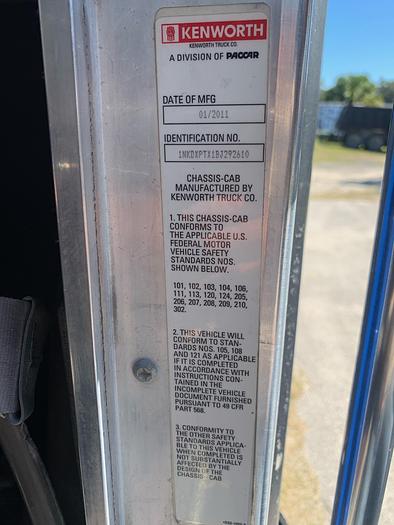 KENWORTH
KENWORTH TRUCK CO.
A DIVISION OF PACCAR
DATE OF MFG
01/2011
IDENTIFICATION NO.
1NKDXPTX1BJ292610
CHASSIS-CAB
MANUFACTURED BY
KENWORTH TRUCK CO.
1. THIS CHASSIS-CAB
CONFORMS TO
THE APPLICABLE U.S.
FEDERAL MOTOR
VEHICLE SAFETY
STANDARDS NOS.
SHOWN BELOW.
101, 102, 103, 104, 106,
111, 113, 120, 124, 205,
206, 207, 208, 209, 210,
302.
2. THIS VEHICLE WILL
CONFORM TO STAN-
DARDS NOS. 105, 108
AND 121 AS APPLICABLE
IF IT IS COMPLETED
IN ACCORDANCE WITH
INSTRUCTIONS CON-
TAINED IN THE
INCOMPLETE VEHICLE
DOCUMENT FURNISHED
PURSUANT TO 49 CFR
PART 568.
3. CONFORMITY TO
THE OTHER SAFETY
STANDARDS APPLICA-
BLE TO THIS VEHICLE
WHEN COMPLETED IS
NOT SUBSTANTIALLY
AFFECTED BY THE
DESIGN OF THE
CHASSIS-CAB